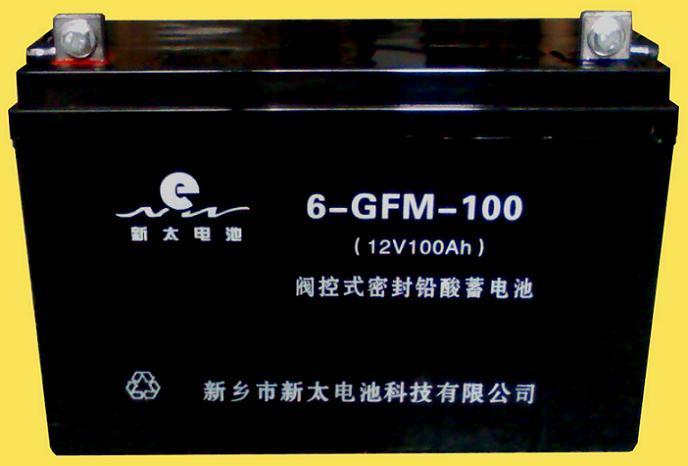 e
new
新太电池
6-GFM-100
(12V100Ah)
阀控式密封铅酸蓄电池
新乡市新太电池科技有限公司